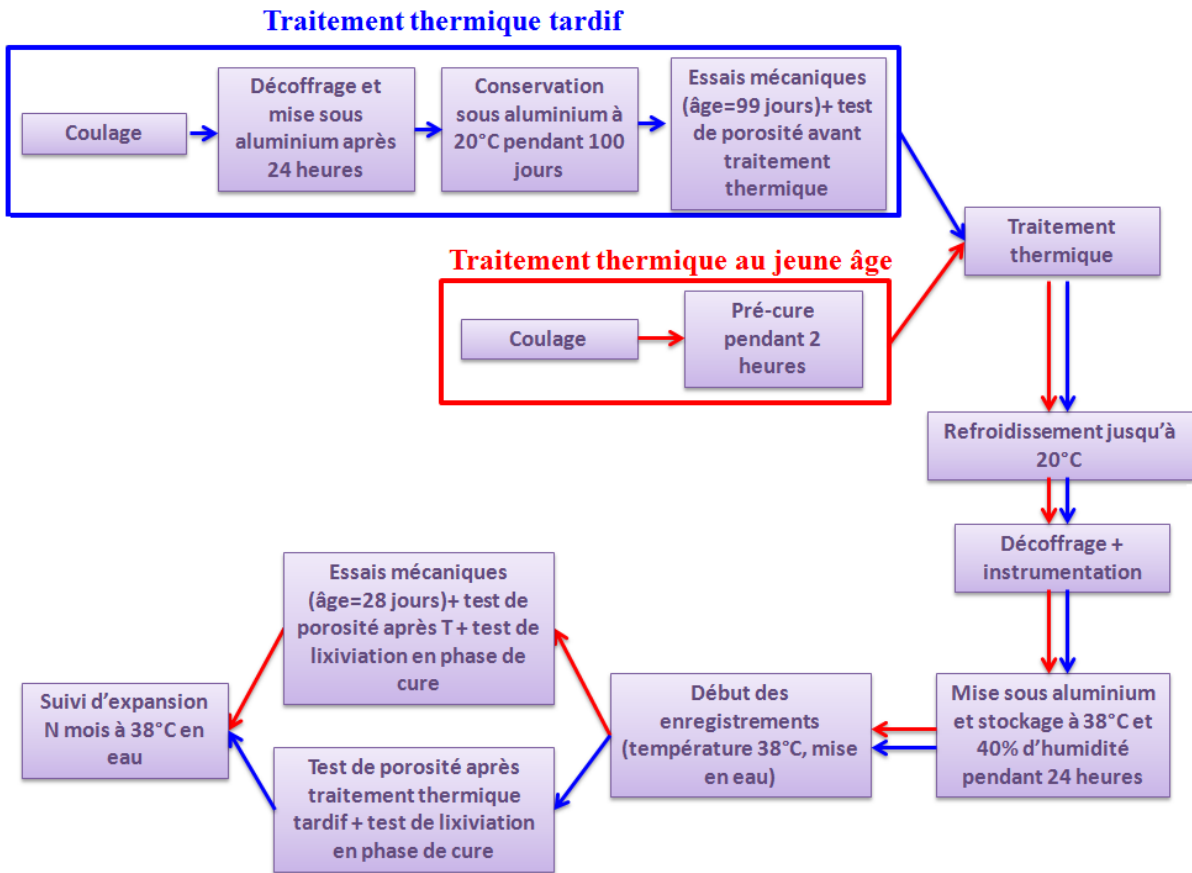 Traitement thermique tardif
Coulage
Décoffrage et
mise sous
aluminium après
24 heures
Conservation
sous aluminium à
20°C pendant 100
jours
Essais mécaniques
(âge=99 jours)+ test
de porosité avant
traitement
thermique
Traitement
thermique
Traitement thermique au jeune âge
Coulage
Pré-cure
pendant 2
heures
Refroidissement jusqu'à
20°C
Décoffrage +
instrumentation
Mise sous aluminium
et stockage à 38°C et
40% d'humidité
pendant 24 heures
Début des
enregistrements
(température 38°C, mise
en eau)
Essais mécaniques
(âge=28 jours)+ test de
porosité après T + test de
lixiviation en phase de
cure
Test de porosité après
traitement thermique
tardif + test de lixiviation
en phase de cure
Suivi d'expansion
N mois à 38°C en
eau